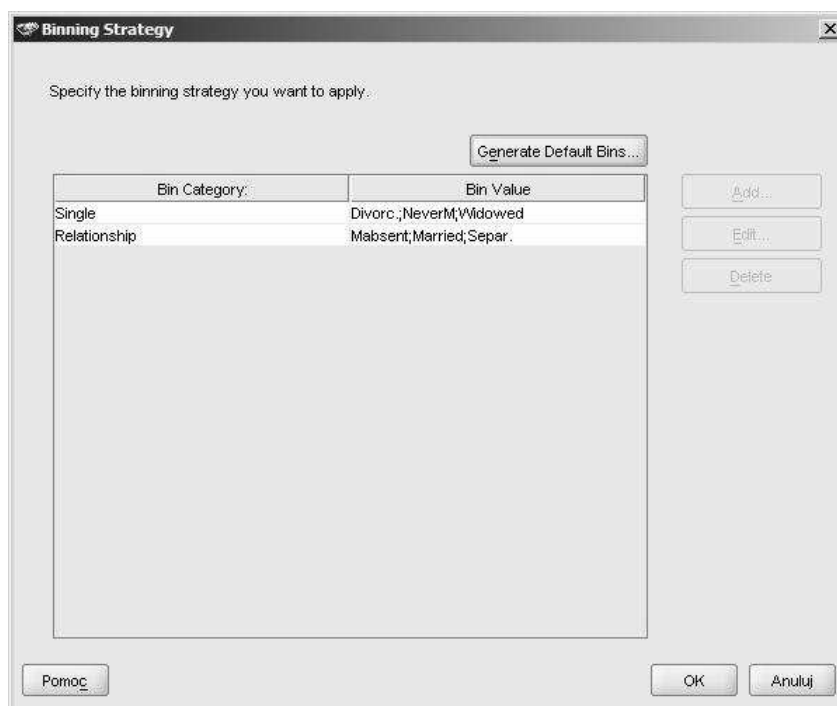 Binning Strategy
Specify the binning strategy you want to apply.
Generate Default Bins...
Bin Category: Bin Value
Single Divorc.;NeverM;Widowed
Relationship Mabsent;Married;Separ.
Add...
Edit...
Delete
Pomoc OK Anuluj